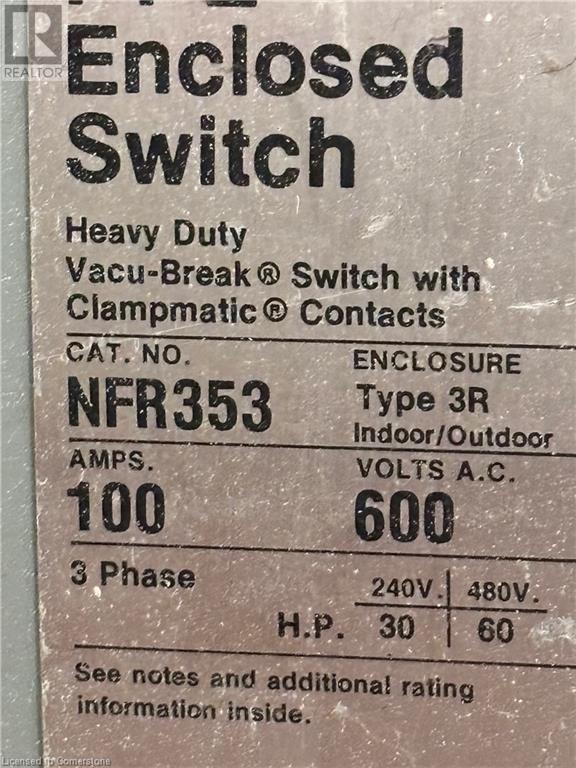 REALTOR®
Enclosed
Switch
Heavy Duty
Vacu-Break® Switch with
Clampmatic® Contacts
CAT. NO.
NFR353
ENCLOSURE
Type 3R
Indoor/Outdoor
AMPS.
100
VOLTS A.C.
600
3 Phase
240V. 480V.
H.P. 30 60
See notes and additional rating
information inside.
Licensed to Cornerstone